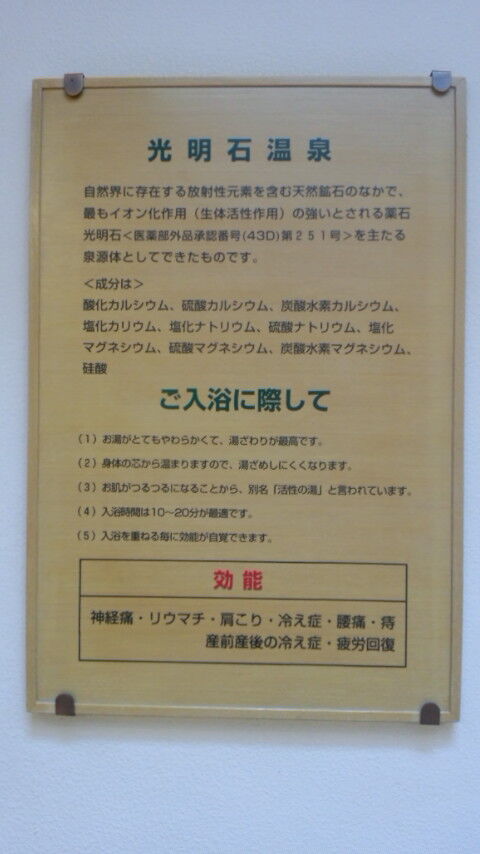 光明石温泉
自然界に存在する放射性元素を含む天然鉱石のなかで、
最もイオン化作用（生体活性作用）の強いとされる薬石
光明石＜医薬部外品承認番号(43D)第２５１号＞を主たる
泉源体としてできたものです。
＜成分は＞
酸化カルシウム、硫酸カルシウム、炭酸水素カルシウム、
塩化カリウム、塩化ナトリウム、硫酸ナトリウム、塩化
マグネシウム、硫酸マグネシウム、炭酸水素マグネシウム、
硅酸
ご入浴に際して
（1）お湯がとてもやわらかくて、湯ざわりが最高です。
（2）身体の芯から温まりますので、湯ざめしにくくなります。
（3）お肌がつるつるになることから、別名「活性の湯」と言われています。
（4）入浴時間は10〜20分が最適です。
（5）入浴を重ねる毎に効能が自覚できます。
効能
神経痛・リウマチ・肩こり・冷え症・腰痛・痔
産前産後の冷え症・疲労回復